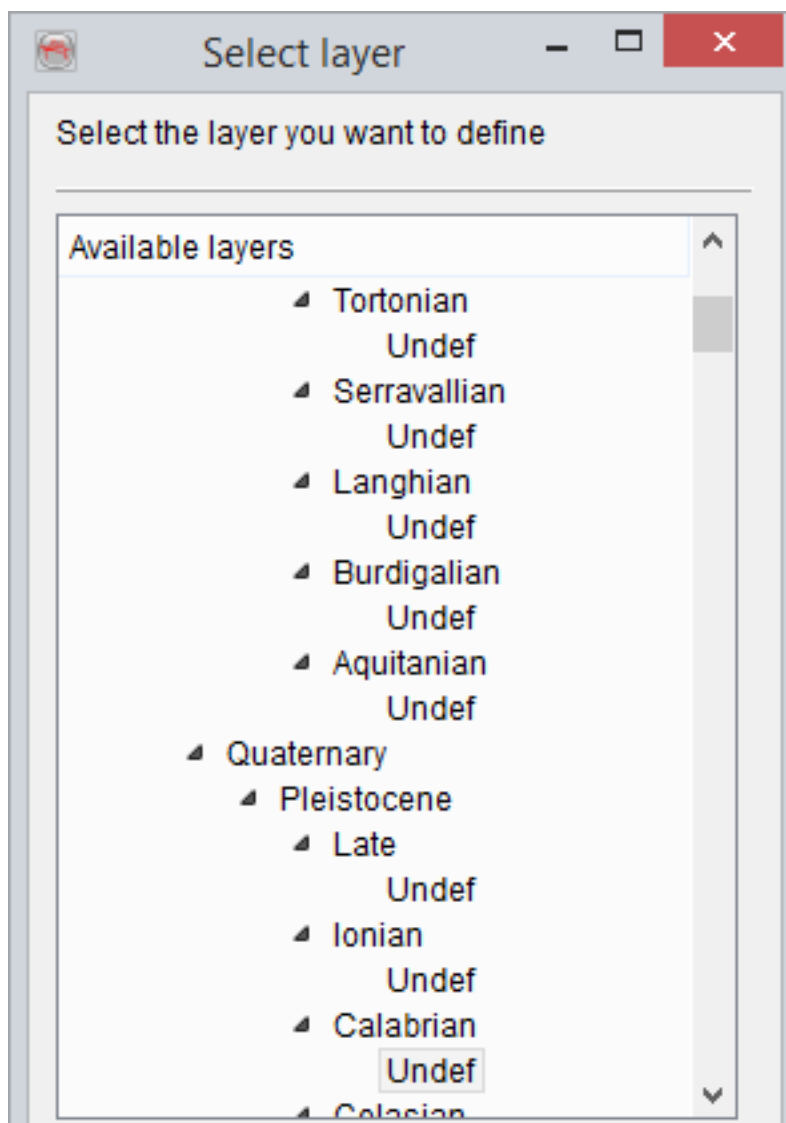 Select layer
Select the layer you want to define
Available layers
Tortonian
Undef
Serravallian
Undef
Langhian
Undef
Burdigalian
Undef
Aquitanian
Undef
Quaternary
Pleistocene
Late
Undef
Ionian
Undef
Calabrian
Undef
Gelasian